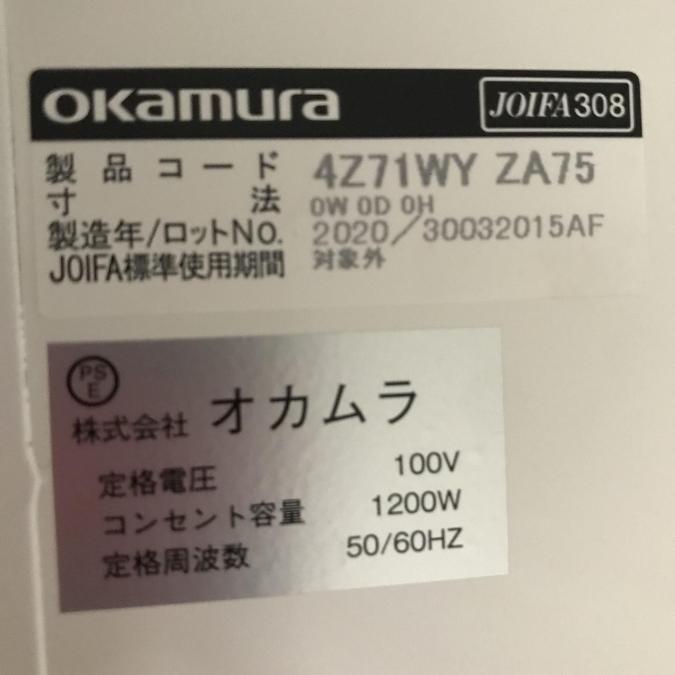 okamura JOIFA308
製品コード 4Z71WY ZA75
寸法 0W 0D 0H
製造年/ロットNo. 2020/30032015AF
JOIFA標準使用期間 対象外
PS
E
株式会社 オカムラ
定格電圧 100V
コンセント容量 1200W
定格周波数 50/60HZ